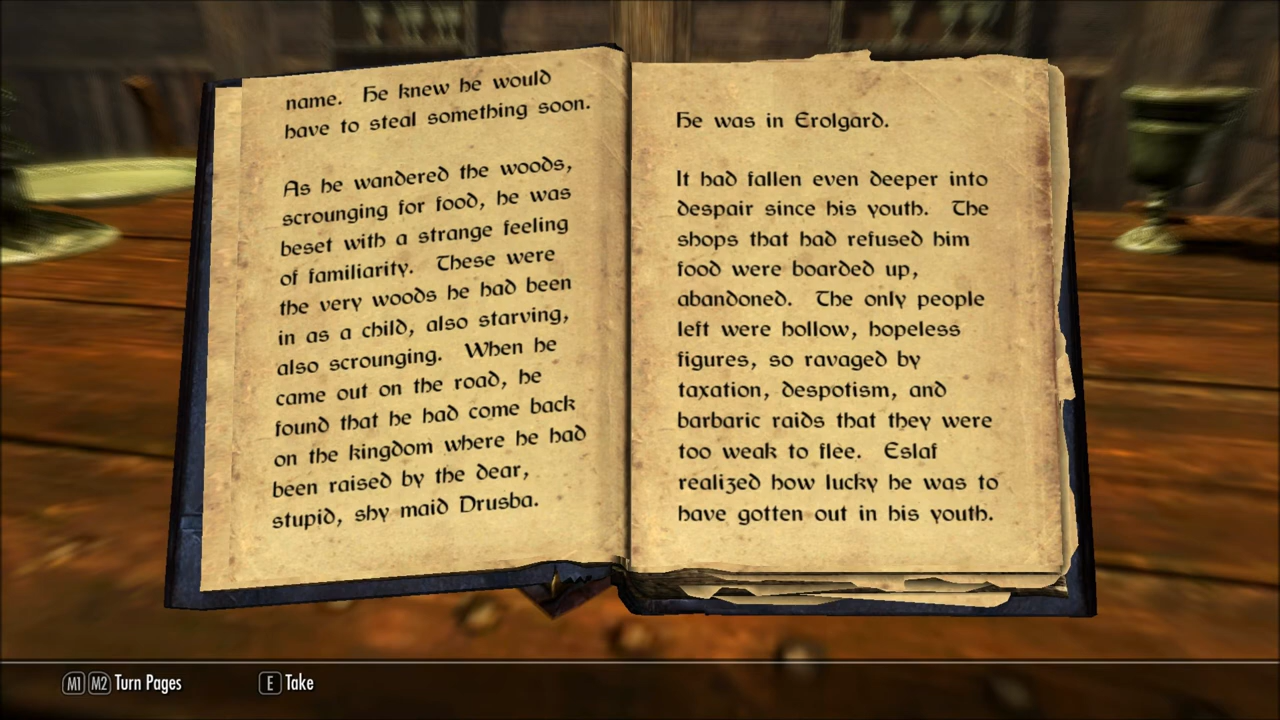 name.  He knew he would
have to steal something soon.
As he wandered the woods,
scrounging for food, he was
beset with a strange feeling
of familiarity.  These were
the very woods he had been
in as a child, also starving,
also scrounging.  When he
came out on the road, he
found that he had come back
on the kingdom where he had
been raised by the dear,
stupid, shy maid Drusba.
He was in Erolgard.
It had fallen even deeper into
despair since his youth.  The
shops that had refused him
food were boarded up,
abandoned.  The only people
left were hollow, hopeless
figures, so ravaged by
taxation, despotism, and
barbaric raids that they were
too weak to flee.  Eslaf
realized how lucky he was to
have gotten out in his youth.
M1 M2 Turn Pages
E Take